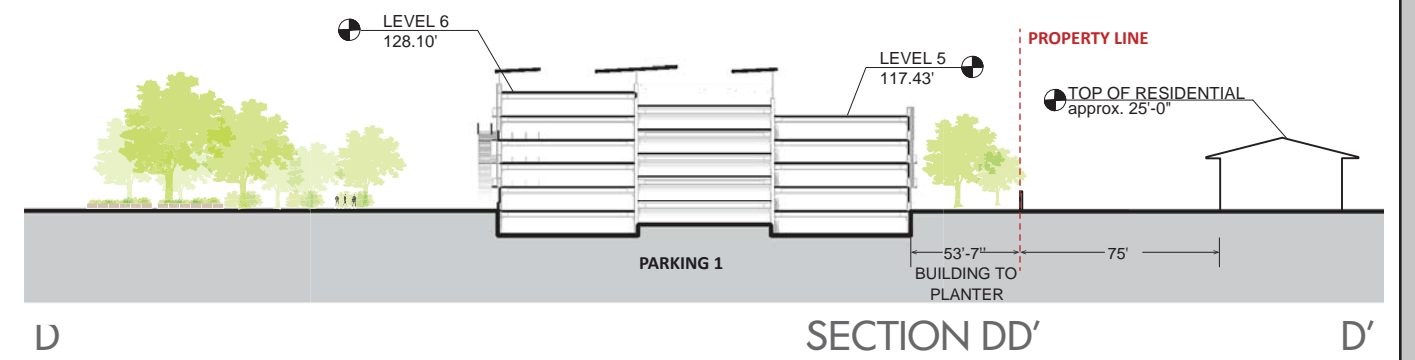 LEVEL 6
128.10'
LEVEL 5
117.43'
PROPERTY LINE
TOP OF RESIDENTIAL
approx. 25'-0"
PARKING 1
53'-7"
BUILDING TO
PLANTER
75'
D
SECTION DD'
D'